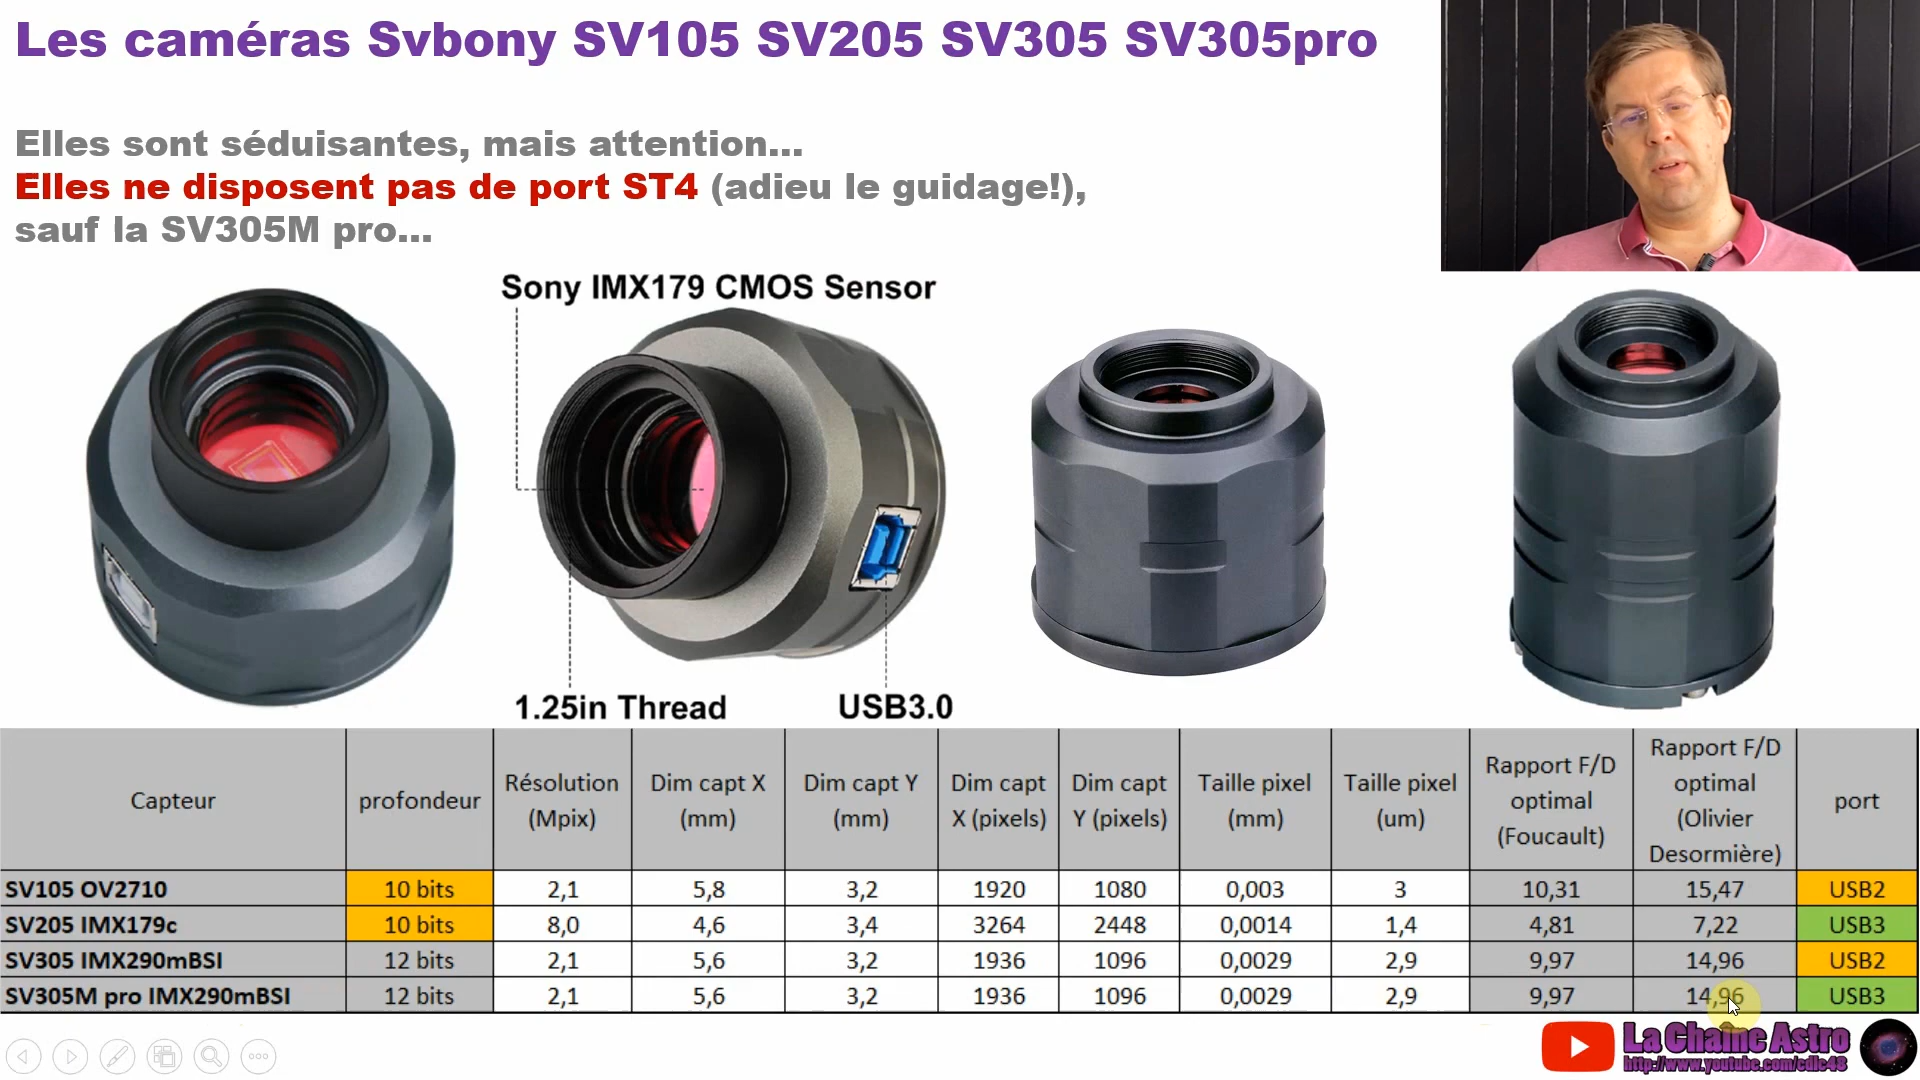 Les caméras Svbony SV105 SV205 SV305 SV305pro
Elles sont séduisantes, mais attention...
Elles ne disposent pas de port ST4 (adieu le guidage!),
sauf la SV305M pro...
Sony IMX179 CMOS Sensor
1.25in Thread
USB3.0
Capteur profondeur Résolution (Mpix) Dim capt X (mm) Dim capt Y (mm) Dim capt X (pixels) Dim capt Y (pixels) Taille pixel (mm) Taille pixel (um) Rapport F/D optimal (Foucault) Rapport F/D optimal (Olivier Desormière) port
SV105 OV2710 10 bits 2,1 5,8 3,2 1920 1080 0,003 3 10,31 15,47 USB2
SV205 IMX179c 10 bits 8,0 4,6 3,4 3264 2448 0,0014 1,4 4,81 7,22 USB3
SV305 IMX290mBSI 12 bits 2,1 5,6 3,2 1936 1096 0,0029 2,9 9,97 14,96 USB2
SV305M pro IMX290mBSI 12 bits 2,1 5,6 3,2 1936 1096 0,0029 2,9 9,97 14,96 USB3
La Chaîne Astro
http://www.youtube.com/cdlc48